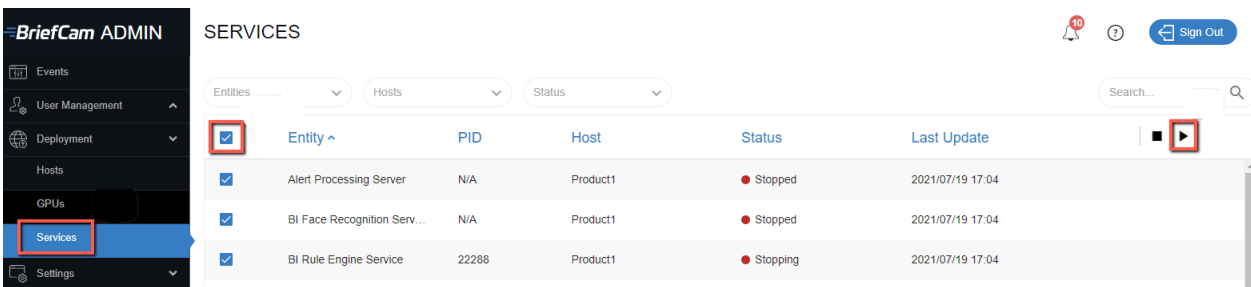 BriefCam ADMIN
SERVICES
10
?
Sign Out
Events
User Management
Deployment
Hosts
GPUs
Services
Settings
Entities
Hosts
Status
Search...
Entity PID Host Status Last Update
Alert Processing Server N/A Product1 Stopped 2021/07/19 17:04
BI Face Recognition Serv... N/A Product1 Stopped 2021/07/19 17:04
BI Rule Engine Service 22288 Product1 Stopping 2021/07/19 17:04